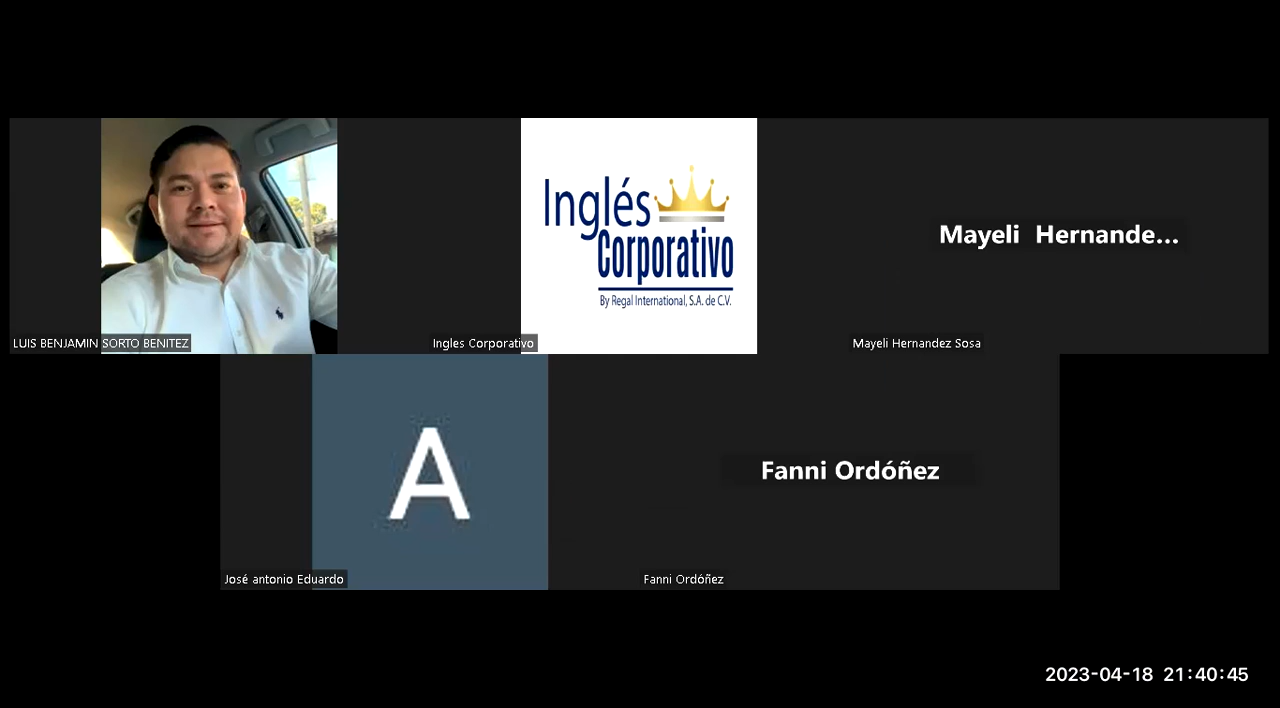 LUIS BENJAMIN SORTO BENITEZ
Inglés
Corporativo
By Regal International, S.A. de C.V.
Ingles Corporativo
Mayeli  Hernande...
Mayeli Hernandez Sosa
A
José antonio Eduardo
Fanni Ordóñez
Fanni Ordóñez
2023-04-18 21:40:45